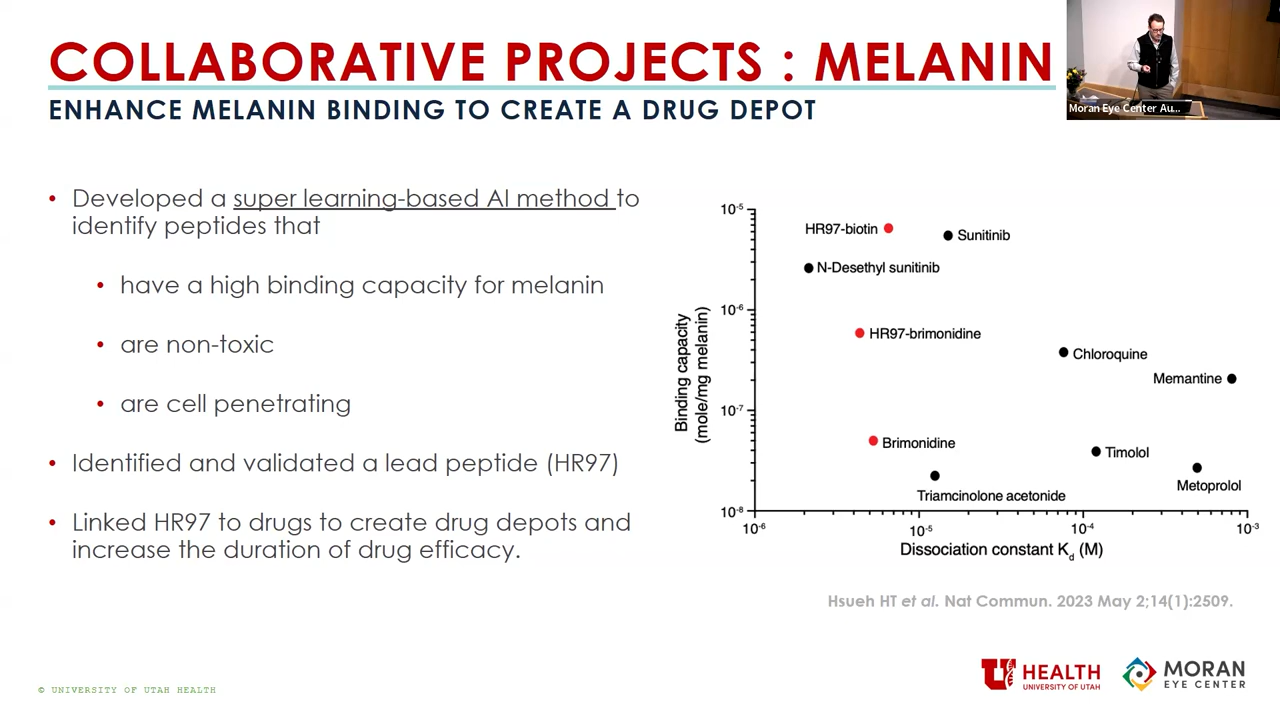 COLLABORATIVE PROJECTS : MELANIN
ENHANCE MELANIN BINDING TO CREATE A DRUG DEPOT
Moran Eye Center Au...
• Developed a super learning-based AI method to
identify peptides that
• have a high binding capacity for melanin
• are non-toxic
• are cell penetrating
• Identified and validated a lead peptide (HR97)
• Linked HR97 to drugs to create drug depots and
increase the duration of drug efficacy.
Binding capacity
(mole/mg melanin)
10⁻⁵
10⁻⁶
10⁻⁷
10⁻⁸
HR97-biotin
Sunitinib
N-Desethyl sunitinib
HR97-brimonidine
Chloroquine
Memantine
Brimonidine
Timolol
Triamcinolone acetonide
Metoprolol
10⁻⁶ 10⁻⁵ 10⁻⁴ 10⁻³
Dissociation constant K_d (M)
Hsueh HT et al. Nat Commun. 2023 May 2;14(1):2509.
© UNIVERSITY OF UTAH HEALTH
U HEALTH
UNIVERSITY OF UTAH
MORAN
EYE CENTER